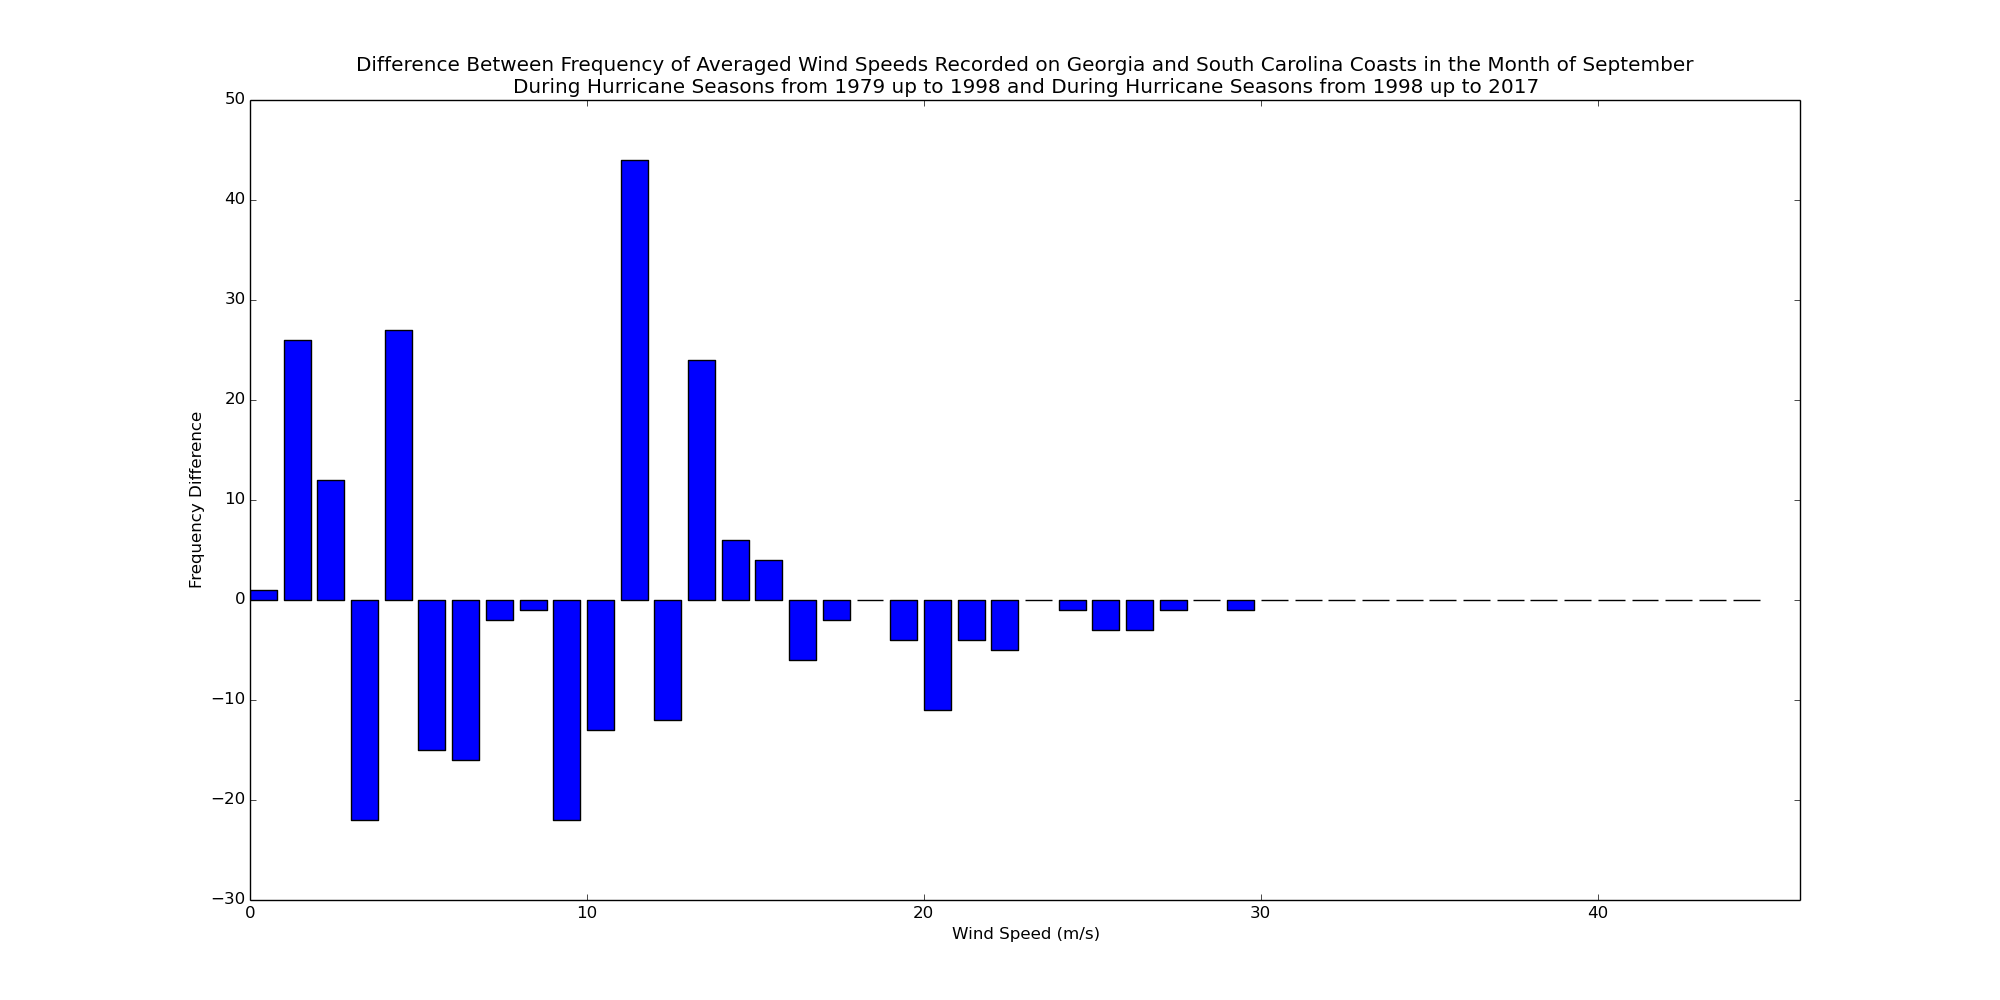 Difference Between Frequency of Averaged Wind Speeds Recorded on Georgia and South Carolina Coasts in the Month of September
During Hurricane Seasons from 1979 up to 1998 and During Hurricane Seasons from 1998 up to 2017
50
40
30
20
10
0
−10
−20
−30
Frequency Difference
0 10 20 30 40
Wind Speed (m/s)